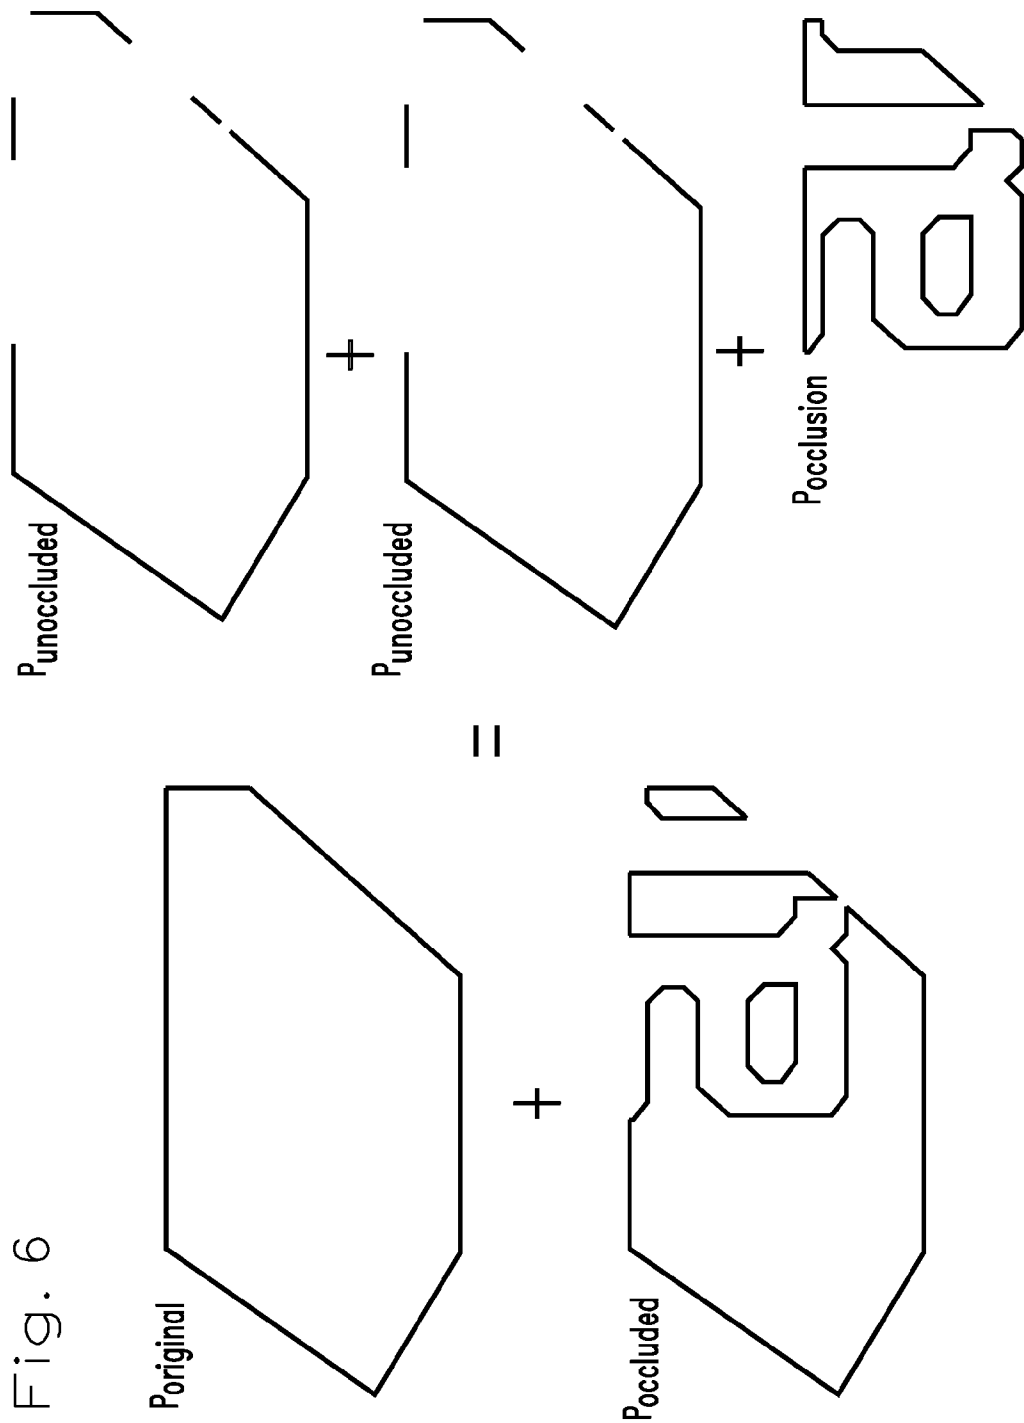 Fig. 6
Poriginal
+
Poccluded
=
Punoccluded
+
Punoccluded
+
Pocclusion